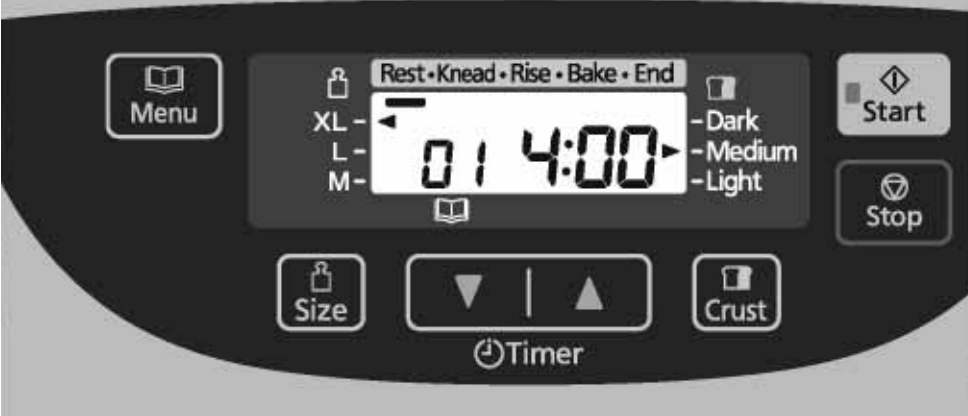 Menu
Rest•Knead•Rise•Bake•End
XL
L
M
01 4:00
Dark
Medium
Light
Start
Stop
Size
Timer
Crust